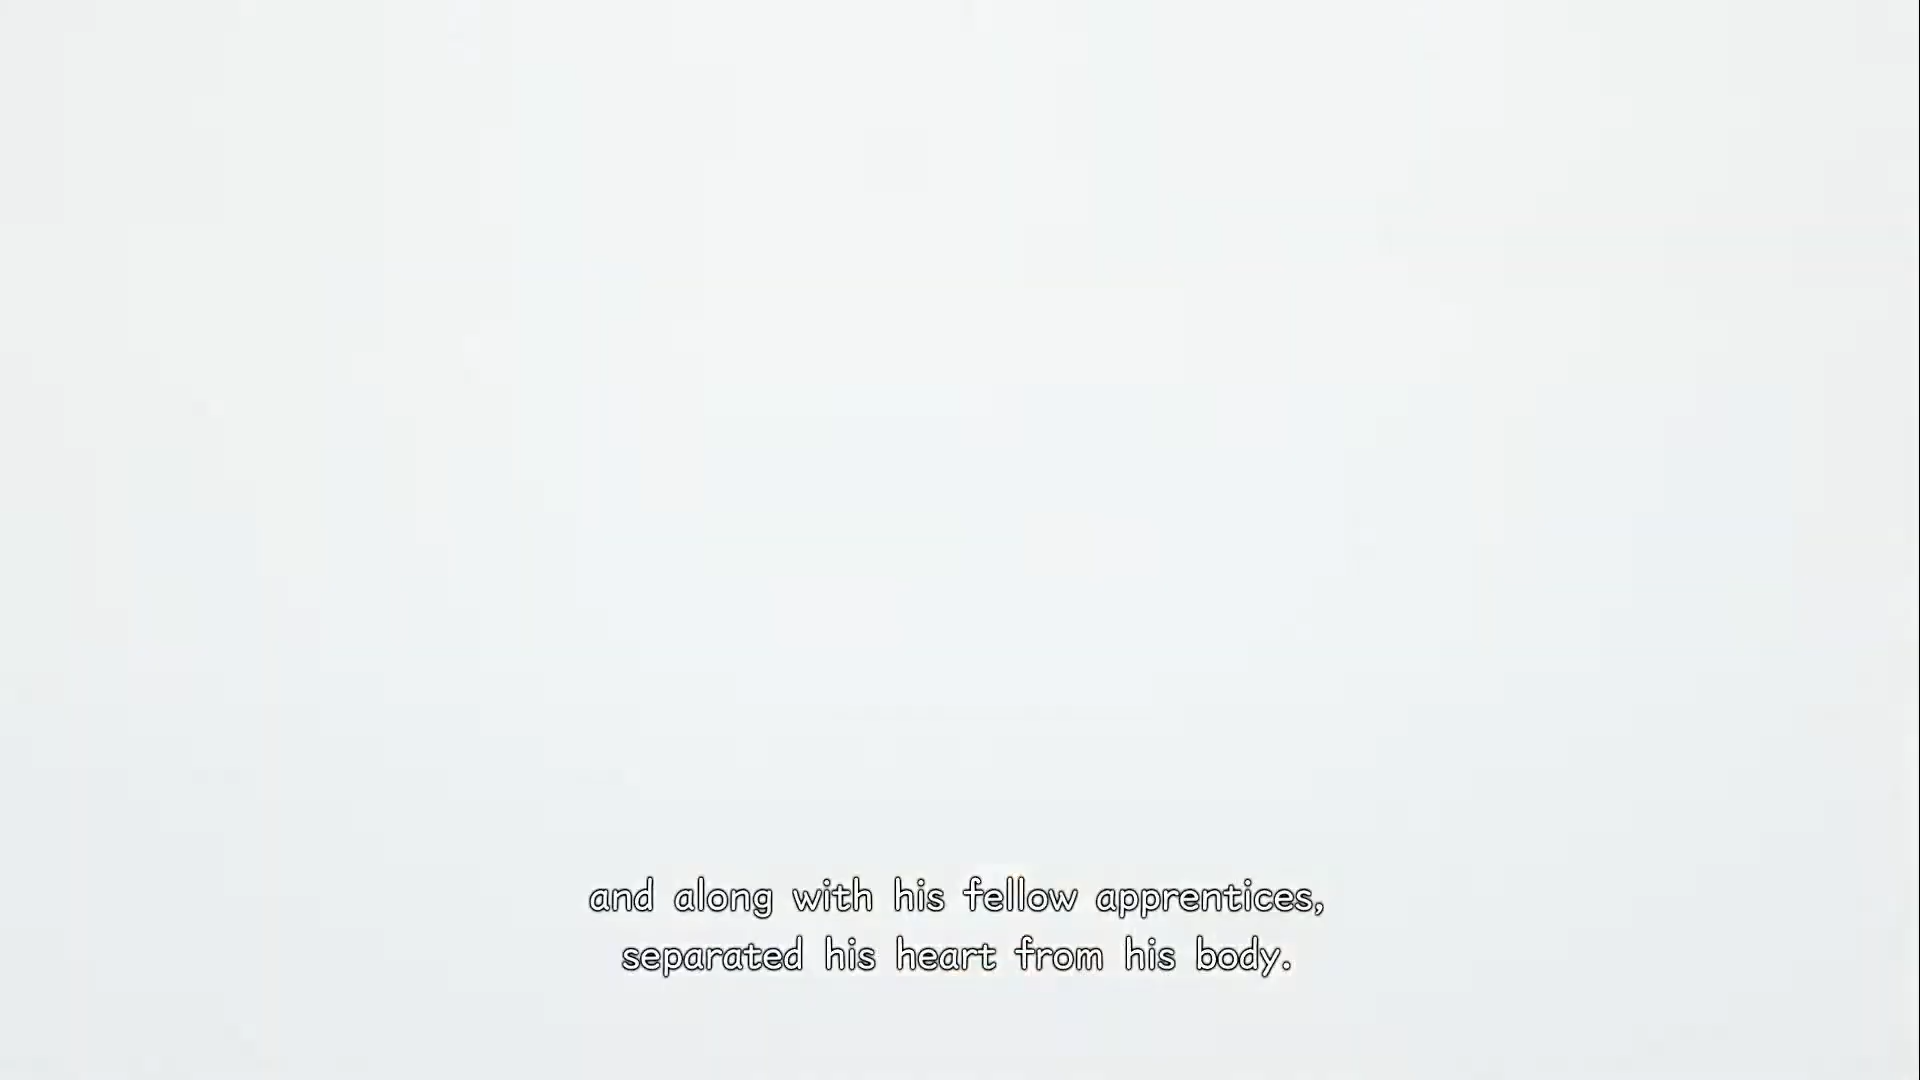 and along with his fellow apprentices,
separated his heart from his body.